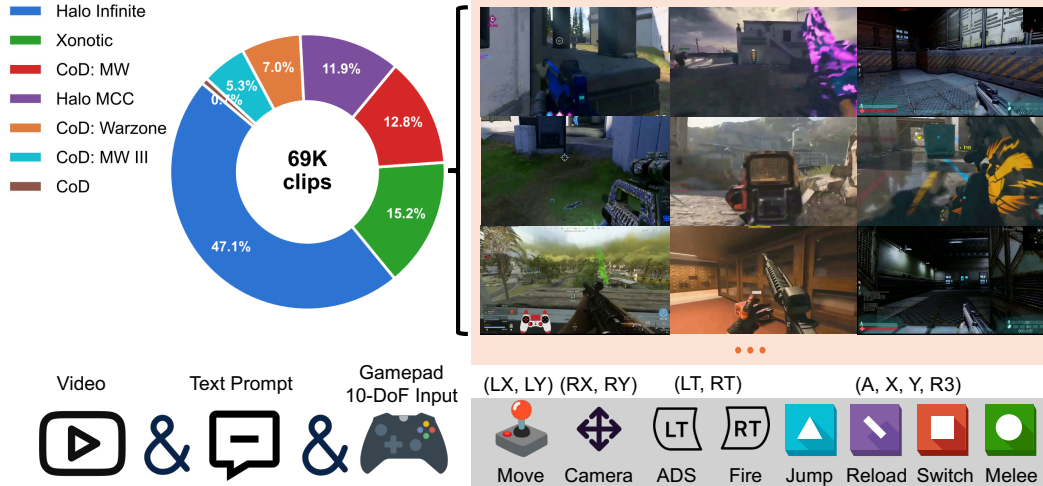 Halo Infinite
Xonotic
CoD: MW
Halo MCC
CoD: Warzone
CoD: MW III
CoD
47.1%
0.7%
5.3%
7.0%
11.9%
12.8%
15.2%
69K
clips
Video
Text Prompt
Gamepad
10-DoF Input
& &
(LX, LY) (RX, RY) (LT, RT) (A, X, Y, R3)
LT RT
Move Camera ADS Fire Jump Reload Switch Melee